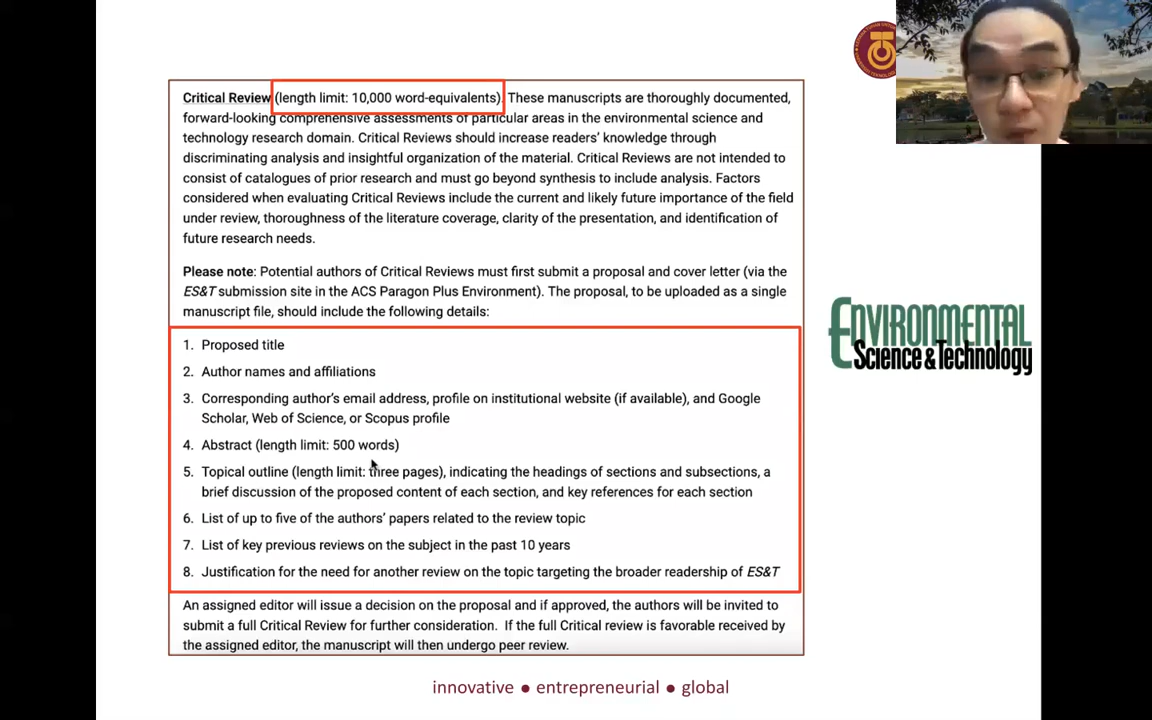 Critical Review (length limit: 10,000 word-equivalents). These manuscripts are thoroughly documented,
forward-looking comprehensive assessments of particular areas in the environmental science and
technology research domain. Critical Reviews should increase readers' knowledge through
discriminating analysis and insightful organization of the material. Critical Reviews are not intended to
consist of catalogues of prior research and must go beyond synthesis to include analysis. Factors
considered when evaluating Critical Reviews include the current and likely future importance of the field
under review, thoroughness of the literature coverage, clarity of the presentation, and identification of
future research needs.
Please note: Potential authors of Critical Reviews must first submit a proposal and cover letter (via the
ES&T submission site in the ACS Paragon Plus Environment). The proposal, to be uploaded as a single
manuscript file, should include the following details:
1. Proposed title
2. Author names and affiliations
3. Corresponding author's email address, profile on institutional website (if available), and Google
Scholar, Web of Science, or Scopus profile
4. Abstract (length limit: 500 words)
5. Topical outline (length limit: three pages), indicating the headings of sections and subsections, a
brief discussion of the proposed content of each section, and key references for each section
6. List of up to five of the authors' papers related to the review topic
7. List of key previous reviews on the subject in the past 10 years
8. Justification for the need for another review on the topic targeting the broader readership of ES&T
An assigned editor will issue a decision on the proposal and if approved, the authors will be invited to
submit a full Critical Review for further consideration. If the full Critical review is favorable received by
the assigned editor, the manuscript will then undergo peer review.
Environmental
Science & Technology
innovative ● entrepreneurial ● global